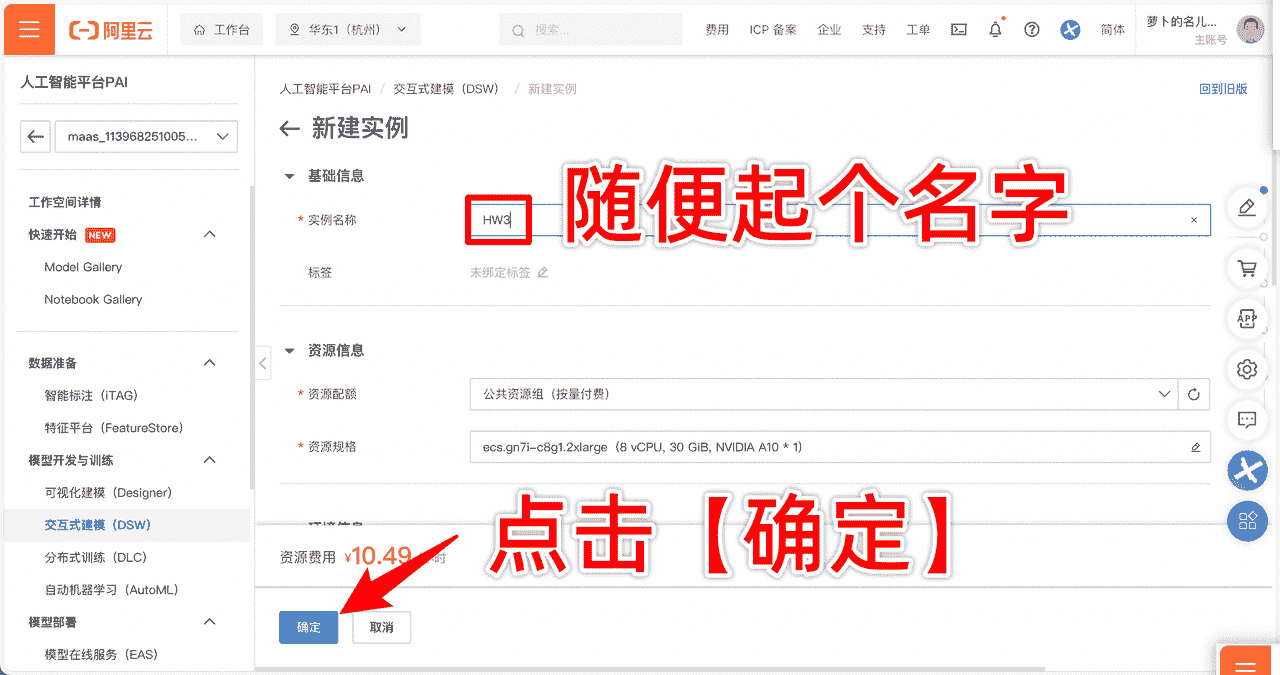 阿里云
工作台
华东1（杭州）
搜索...
费用
ICP 备案
企业
支持
工单
简体
萝卜的名儿...
主账号
人工智能平台PAI
maas_113968251005...
工作空间详情
快速开始 NEW
Model Gallery
Notebook Gallery
数据准备
智能标注（iTAG）
特征平台（FeatureStore）
模型开发与训练
可视化建模（Designer）
交互式建模（DSW）
分布式训练（DLC）
自动机器学习（AutoML）
模型部署
模型在线服务（EAS）
人工智能平台PAI / 交互式建模（DSW） / 新建实例
回到旧版
新建实例
基础信息
* 实例名称
HW3
随便起个名字
标签
未绑定标签
资源信息
* 资源配额
公共资源组（按量付费）
* 资源规格
ecs.gn7i-c8g1.2xlarge（8 vCPU, 30 GiB, NVIDIA A10 * 1）
点击【确定】
资源费用 ¥10.49
确定
取消
APP